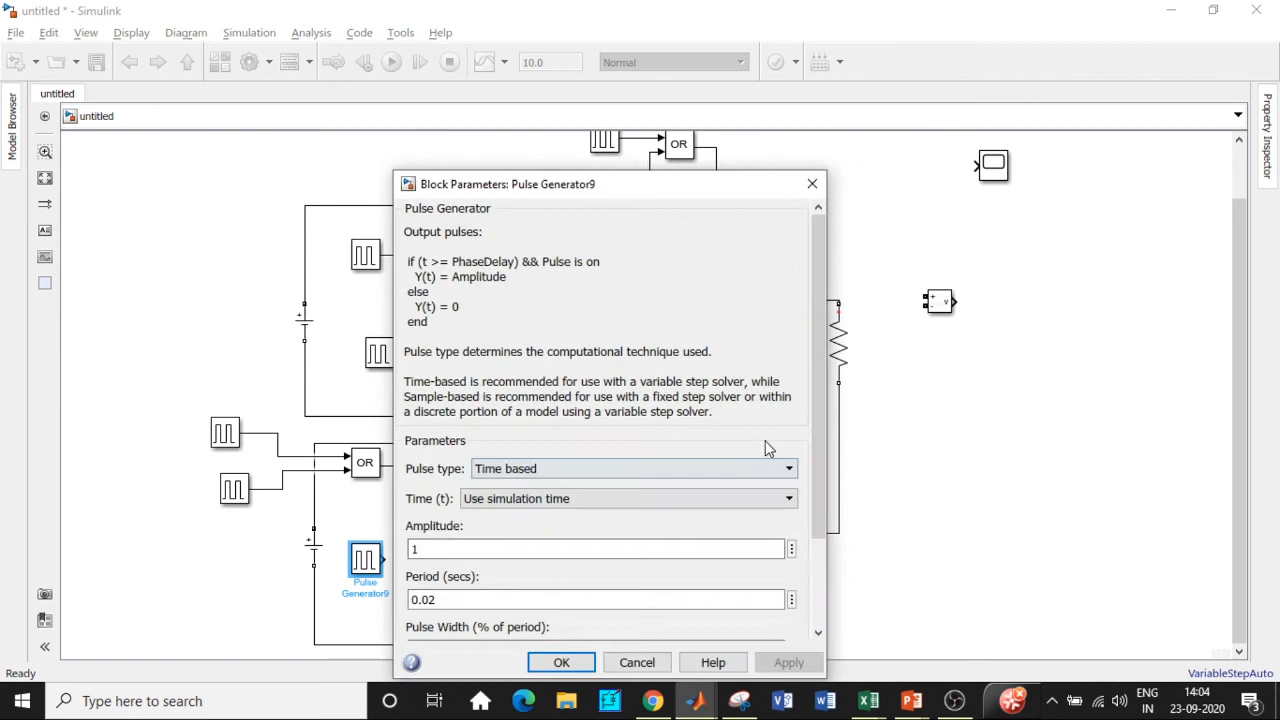 untitled * - Simulink
File Edit View Display Diagram Simulation Analysis Code Tools Help
10.0
Normal
untitled
untitled
Model Browser
Property Inspector
OR
Block Parameters: Pulse Generator9
Pulse Generator
Output pulses:
if (t >= PhaseDelay) && Pulse is on
Y(t) = Amplitude
else
Y(t) = 0
end
Pulse type determines the computational technique used.
Time-based is recommended for use with a variable step solver, while
Sample-based is recommended for use with a fixed step solver or within
a discrete portion of a model using a variable step solver.
Parameters
Pulse type: Time based
Time (t): Use simulation time
Amplitude:
1
Period (secs):
0.02
Pulse Width (% of period):
OK Cancel Help Apply
+
+
- v
OR
+
Pulse
Generator9
Ready
VariableStepAuto
Type here to search
ENG
IN
14:04
23-09-2020
3